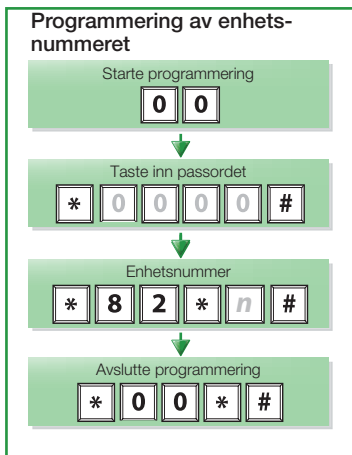 Programmering av enhets-
nummeret
Starte programmering
0 0
Taste inn passordet
* 0 0 0 0 #
Enhetsnummer
* 8 2 * n #
Avslutte programmering
* 0 0 * #